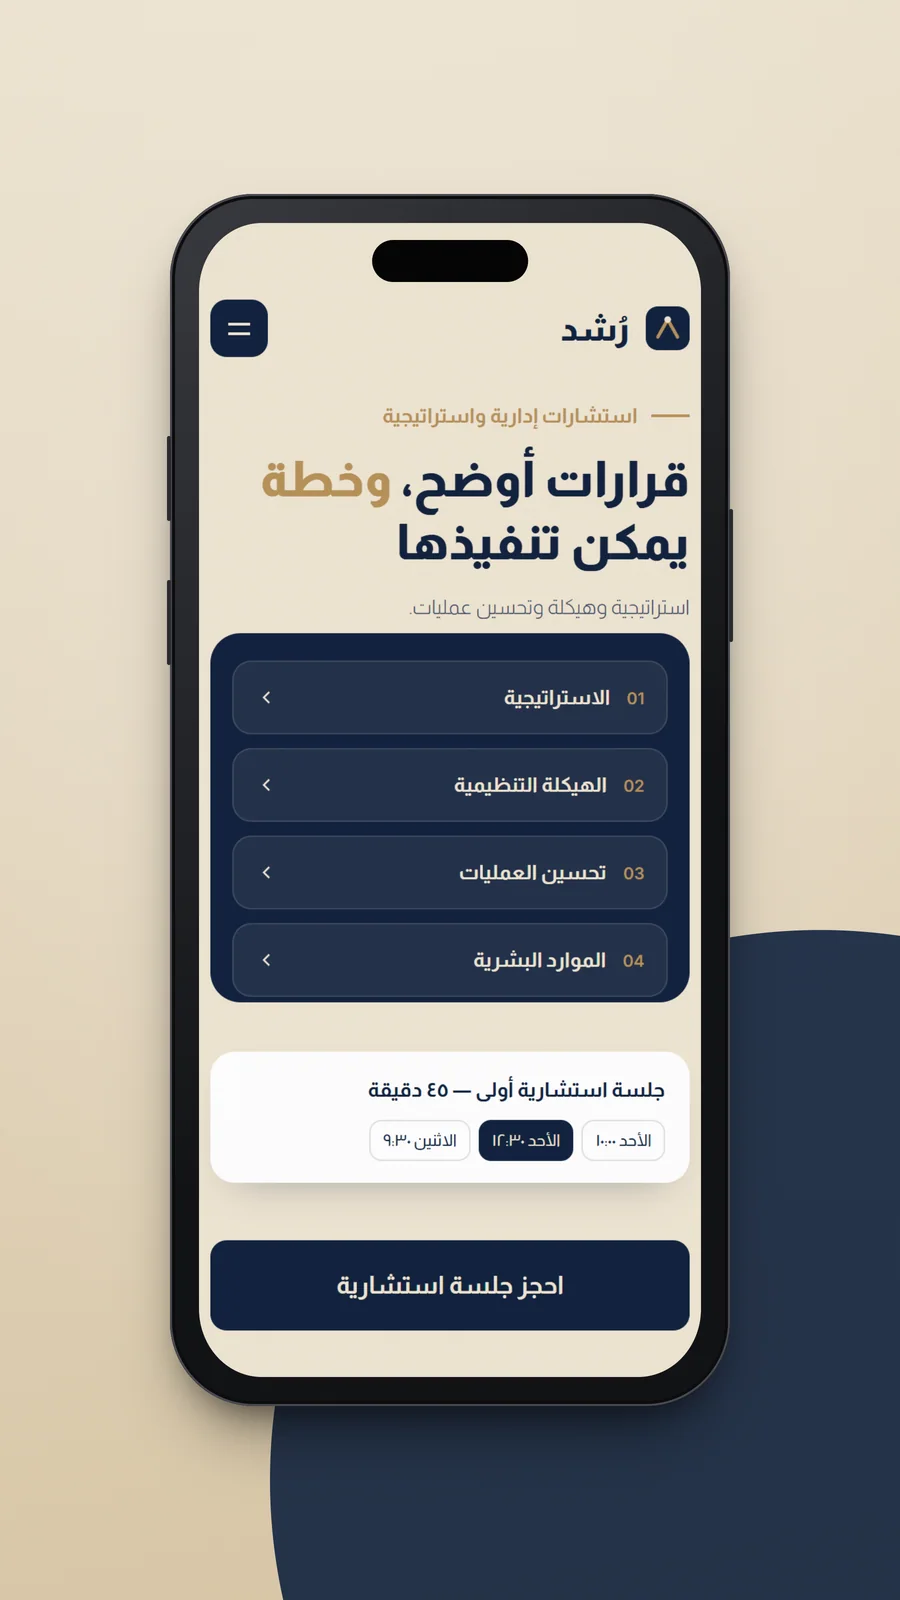 رُشد
استشارات إدارية واستراتيجية
قرارات أوضح، وخطة
يمكن تنفيذها
استراتيجية وهيكلة وتحسين عمليات.
01 الاستراتيجية
02 الهيكلة التنظيمية
03 تحسين العمليات
04 الموارد البشرية
جلسة استشارية أولى — ٤٥ دقيقة
الأحد ١٠:٠٠ الأحد ١٢:٣٠ الاثنين ٩:٣٠
احجز جلسة استشارية